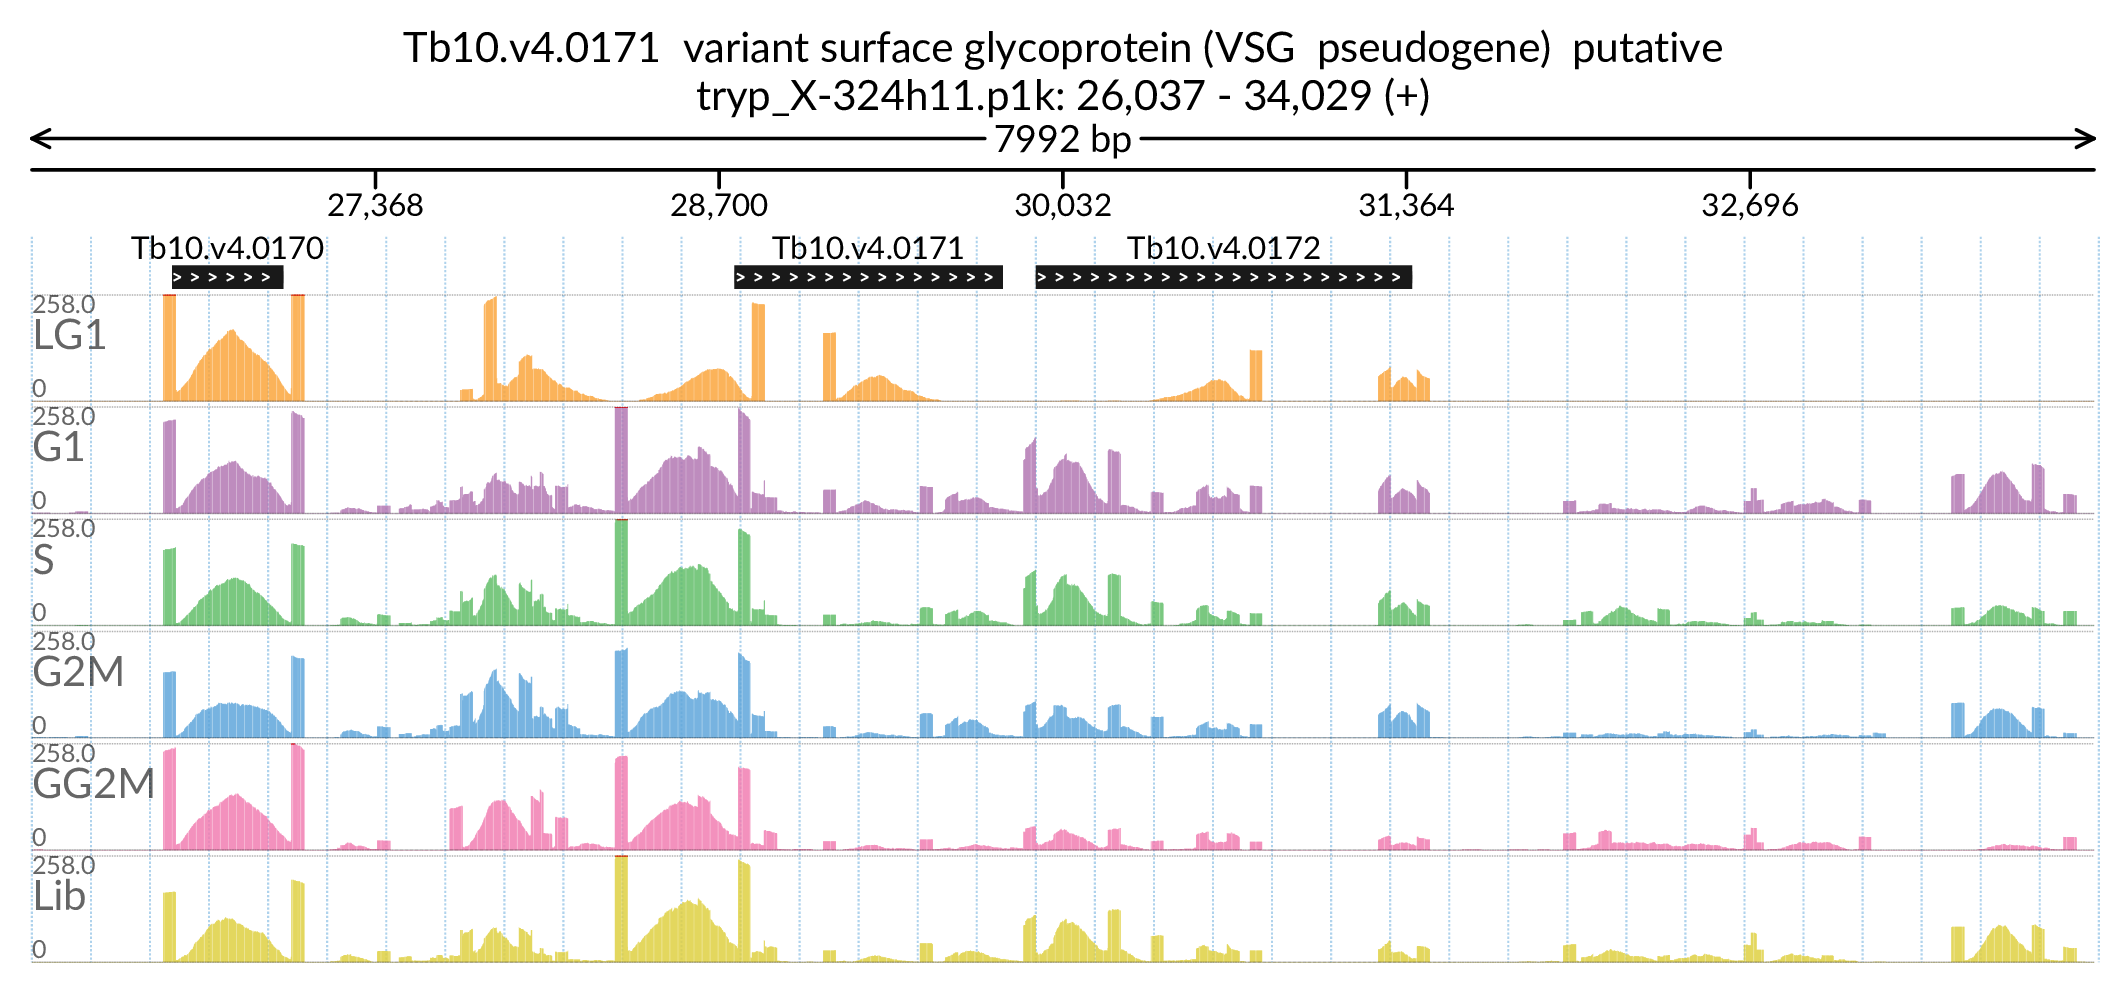 Tb10.v4.0171 variant surface glycoprotein (VSG pseudogene) putative
tryp_X-324h11.p1k: 26,037 - 34,029 (+)
7992 bp
27,368 28,700 30,032 31,364 32,696
Tb10.v4.0170 Tb10.v4.0171 Tb10.v4.0172
258.0
LG1
0
258.0
G1
0
258.0
S
0
258.0
G2M
0
258.0
GG2M
0
258.0
Lib
0